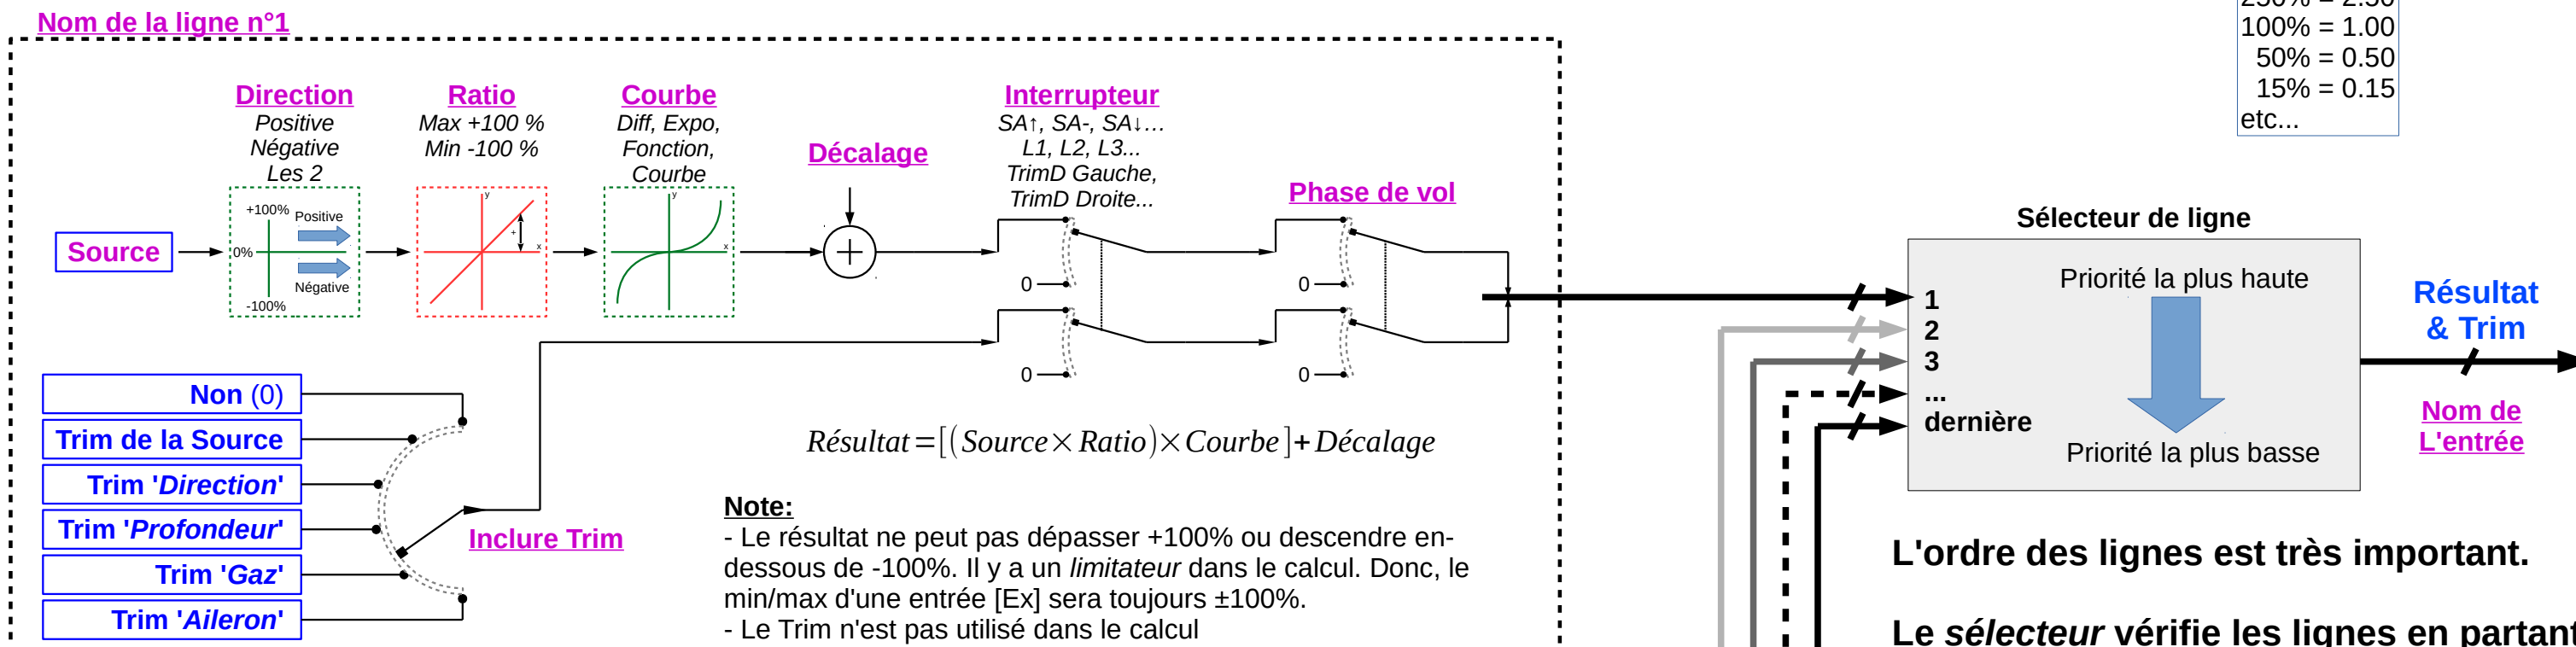 Nom de la ligne n°1
250% = 2.50
100% = 1.00
50% = 0.50
15% = 0.15
etc...
Direction
Positive
Négative
Les 2
Ratio
Max +100 %
Min -100 %
Courbe
Diff, Expo,
Fonction,
Courbe
Décalage
Interrupteur
SA↑, SA-, SA↓...
L1, L2, L3...
TrimD Gauche,
TrimD Droite...
Phase de vol
Source
+100%
Positive
0%
Négative
-100%
y
+
x
y
x
0
0
0
0
Non (0)
Trim de la Source
Trim 'Direction'
Trim 'Profondeur'
Trim 'Gaz'
Trim 'Aileron'
Inclure Trim
Résultat=[(Source×Ratio)×Courbe]+Décalage
Note:
- Le résultat ne peut pas dépasser +100% ou descendre en-
dessous de -100%. Il y a un limitateur dans le calcul. Donc, le
min/max d'une entrée [Ex] sera toujours ±100%.
- Le Trim n'est pas utilisé dans le calcul
Sélecteur de ligne
Priorité la plus haute
1
2
3
...
dernière
Priorité la plus basse
Résultat
& Trim
Nom de
L'entrée
L'ordre des lignes est très important.
Le sélecteur vérifie les lignes en partant